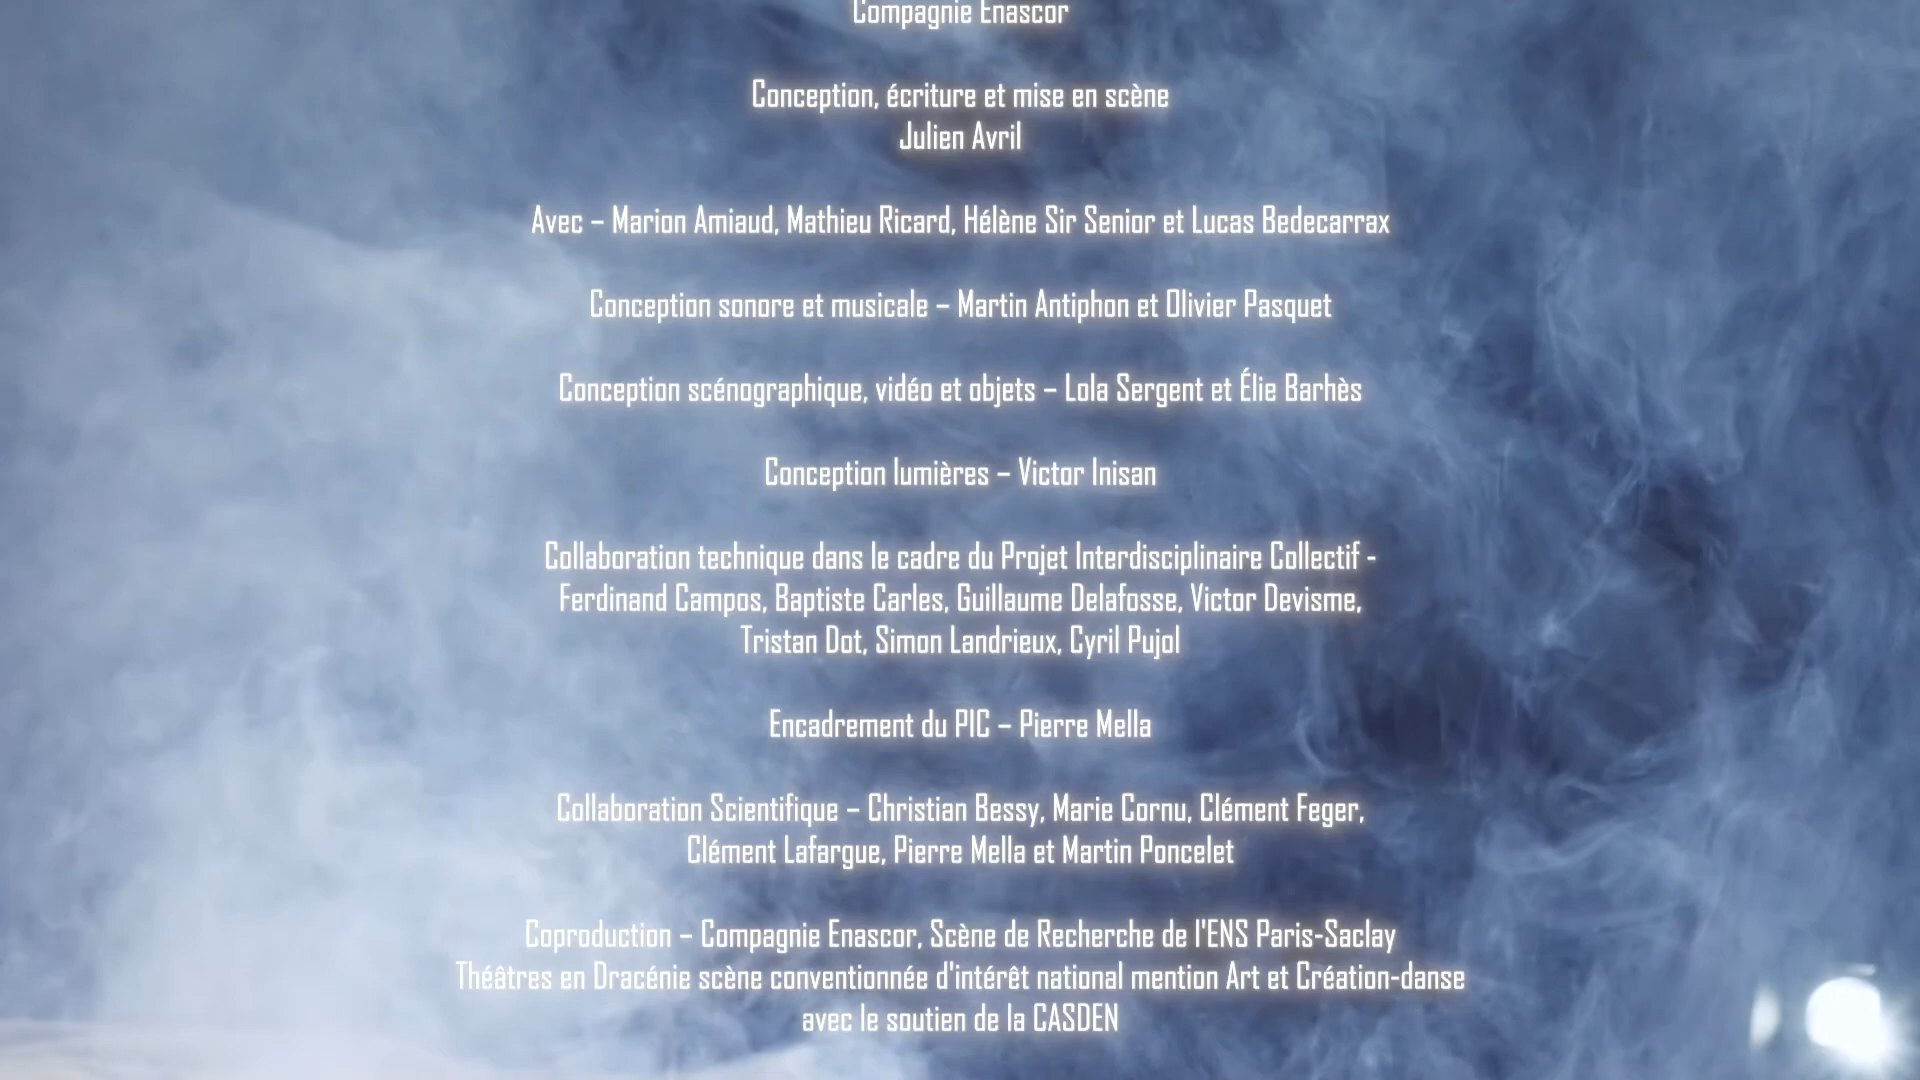 Compagnie Enascor
Conception, écriture et mise en scène
Julien Avril
Avec – Marion Amiaud, Mathieu Ricard, Hélène Sir Senior et Lucas Bedecarrax
Conception sonore et musicale – Martin Antiphon et Olivier Pasquet
Conception scénographique, vidéo et objets – Lola Sergent et Élie Barhès
Conception lumières – Victor Inisan
Collaboration technique dans le cadre du Projet Interdisciplinaire Collectif -
Ferdinand Campos, Baptiste Carles, Guillaume Delafosse, Victor Devisme,
Tristan Dot, Simon Landrieux, Cyril Pujol
Encadrement du PIC – Pierre Mella
Collaboration Scientifique – Christian Bessy, Marie Cornu, Clément Feger,
Clément Lafargue, Pierre Mella et Martin Poncelet
Coproduction – Compagnie Enascor, Scène de Recherche de l'ENS Paris-Saclay
Théâtres en Dracénie scène conventionnée d'intérêt national mention Art et Création-danse
avec le soutien de la CASDEN